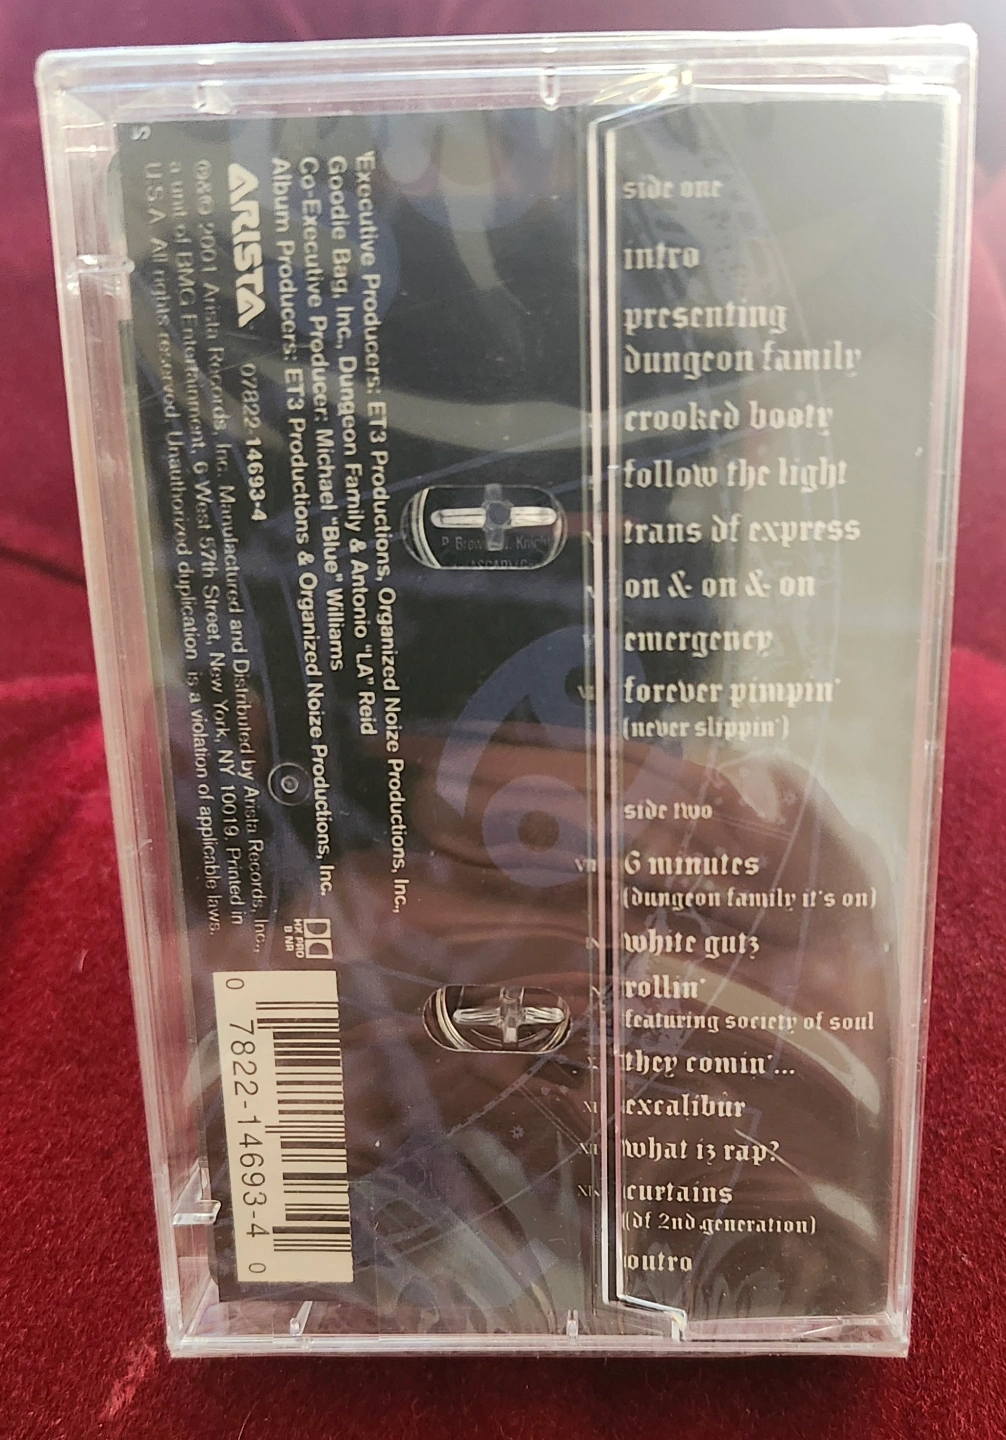 side one
intro
presenting
dungeon family
crooked booty
follow the light
trans df express
on & on & on
emergency
forever pimpin'
(never slippin')
side two
6 minutes
(dungeon family it's on)
white gutz
rollin'
featuring society of soul
they comin'...
excalibur
what iz rap?
curtains
(df 2nd generation)
outro
Executive Producers: ET3 Productions, Organized Noize Productions, Inc.,
Goodie Bag, Inc., Dungeon Family & Antonio "LA" Reid
Co-Executive Producer: Michael "Blue" Williams
Album Producers: ET3 Productions & Organized Noize Productions, Inc.
ARISTA 07822-14693-4
℗&© 2001 Arista Records, Inc. Manufactured and Distributed by Arista Records, Inc.,
a unit of BMG Entertainment, 6 West 57th Street, New York, NY 10019. Printed in
U.S.A. All rights reserved. Unauthorized duplication is a violation of applicable laws.
S
HX PRO
B NR
0 7822-14693-4 0